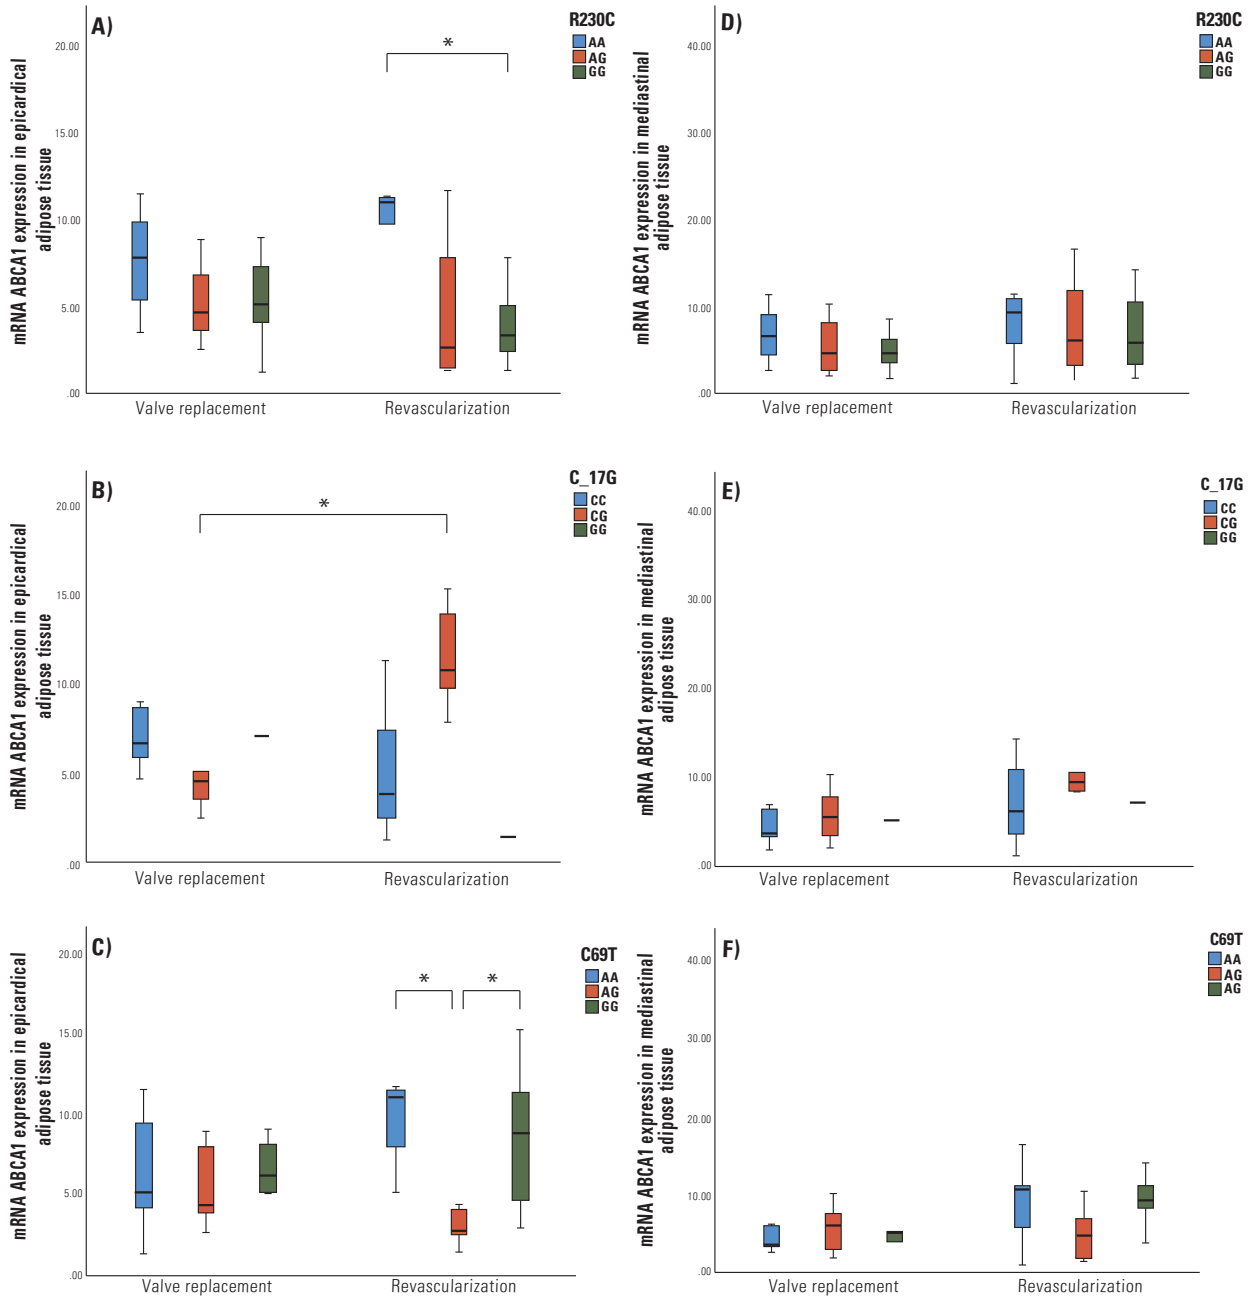 A)
R230C
AA
AG
GG
*
mRNA ABCA1 expression in epicardical
adipose tissue
20.00
15.00
10.00
5.00
.00
Valve replacement
Revascularization
D)
R230C
AA
AG
GG
mRNA ABCA1 expression in mediastinal
adipose tissue
40.00
30.00
20.00
10.00
.00
Valve replacement
Revascularization
B)
C_17G
CC
CG
GG
*
mRNA ABCA1 expression in epicardical
adipose tissue
20.00
15.00
10.00
5.00
.00
Valve replacement
Revascularization
E)
C_17G
CC
CG
GG
mRNA ABCA1 expression in mediastinal
adipose tissue
40.00
30.00
20.00
10.00
.00
Valve replacement
Revascularization
C)
C69T
AA
AG
GG
* *
mRNA ABCA1 expression in epicardical
adipose tissue
20.00
15.00
10.00
5.00
.00
Valve replacement
Revascularization
F)
C69T
AA
AG
AG
mRNA ABCA1 expression in mediastinal
adipose tissue
40.00
30.00
20.00
10.00
.00
Valve replacement
Revascularization